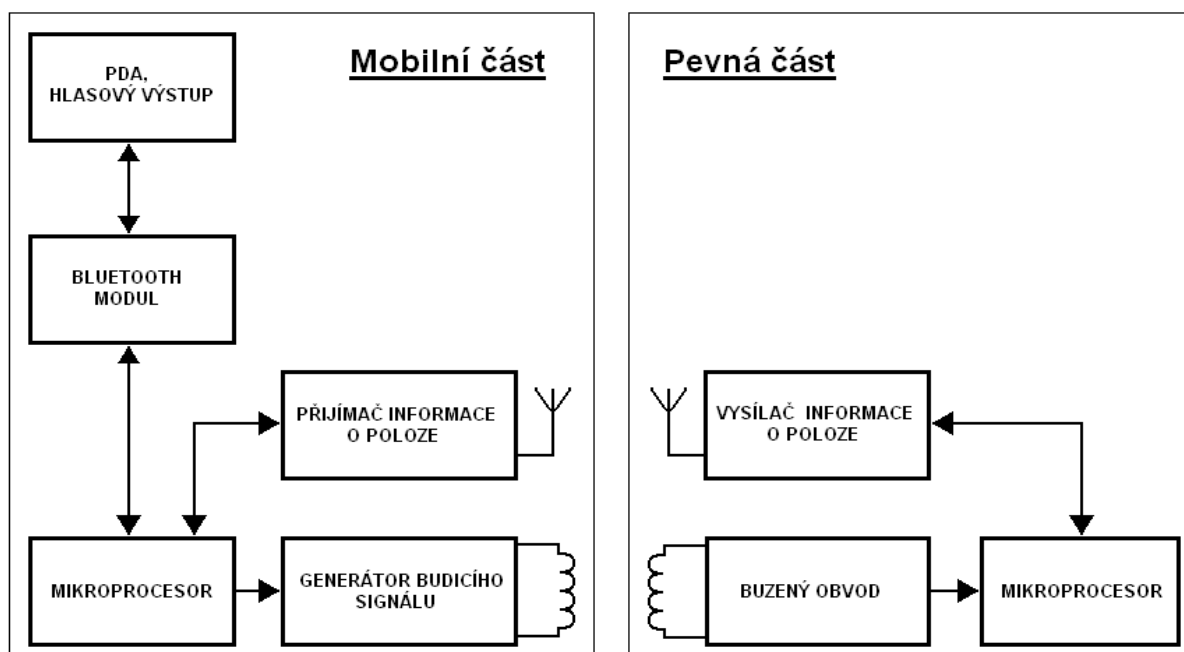 Mobilní část
PDA,
HLASOVÝ VÝSTUP
BLUETOOTH
MODUL
PŘIJÍMAČ INFORMACE
O POLOZE
MIKROPROCESOR
GENERÁTOR BUDICÍHO
SIGNÁLU
Pevná část
VYSÍLAČ INFORMACE
O POLOZE
BUZENÝ OBVOD
MIKROPROCESOR